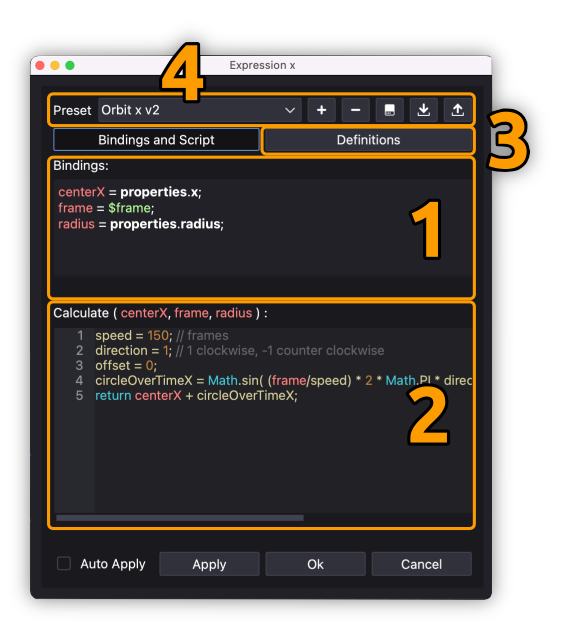 Expression x
4
Preset Orbit x v2
3
Bindings and Script
Definitions
Bindings:
centerX = properties.x;
frame = $frame;
radius = properties.radius;
1
Calculate ( centerX, frame, radius ) :
1 speed = 150; // frames
2 direction = 1; // 1 clockwise, -1 counter clockwise
3 offset = 0;
4 circleOverTimeX = Math.sin( (frame/speed) * 2 * Math.PI * direc
5 return centerX + circleOverTimeX;
2
Auto Apply
Apply
Ok
Cancel